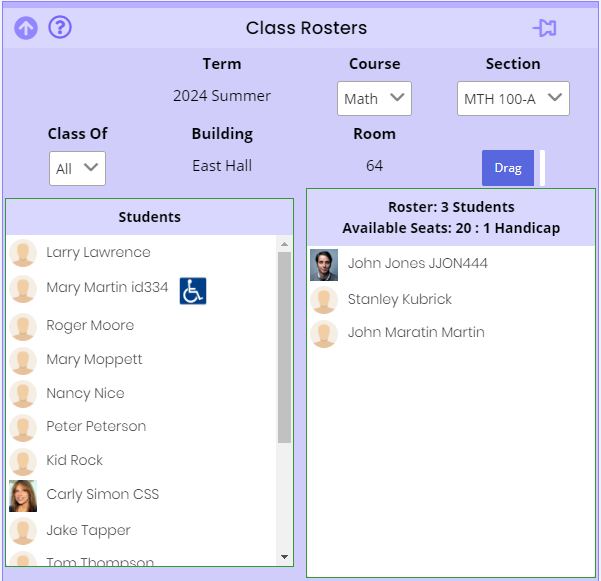 Class Rosters
Term Course Section
2024 Summer Math MTH 100-A
Class Of Building Room
All East Hall 64 Drag
Students
Larry Lawrence
Mary Martin id334
Roger Moore
Mary Moppett
Nancy Nice
Peter Peterson
Kid Rock
Carly Simon CSS
Jake Tapper
Tom Thompson
Roster: 3 Students
Available Seats: 20 : 1 Handicap
John Jones JJON444
Stanley Kubrick
John Maratin Martin